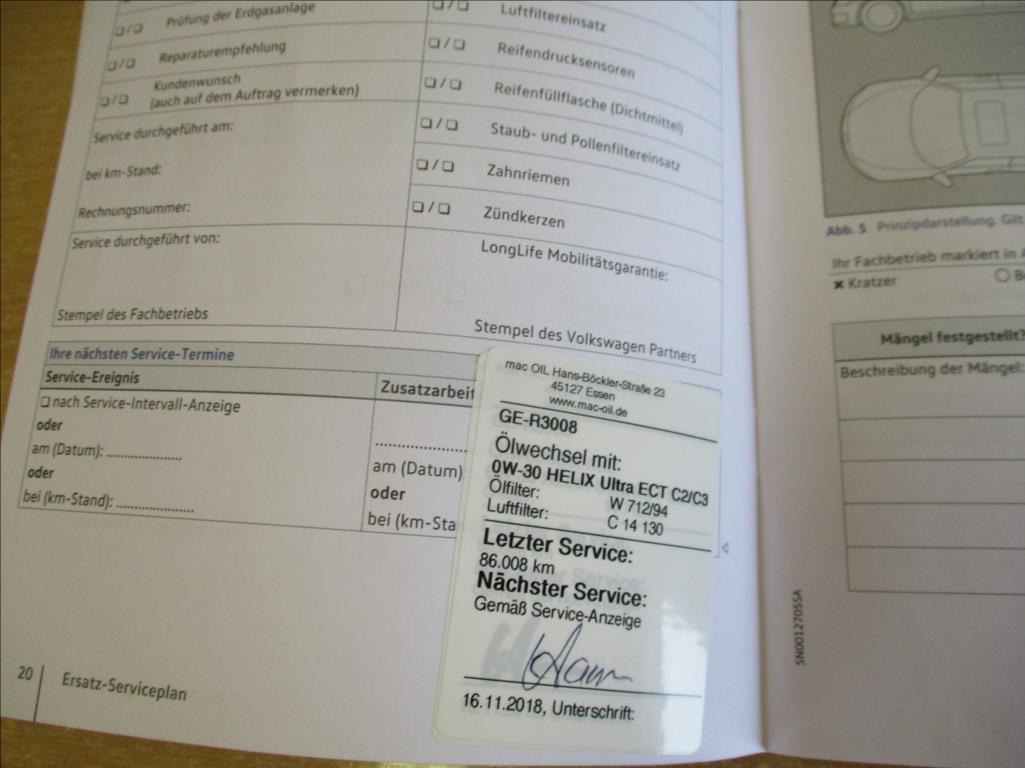 ❏ / ❏ Prüfung der Erdgasanlage
❏ / ❏ Reparaturempfehlung
❏ / ❏ Kundenwunsch
(auch auf dem Auftrag vermerken)
Service durchgeführt am:
bei km-Stand:
Rechnungsnummer:
Service durchgeführt von:
Stempel des Fachbetriebs
❏ / ❏ Luftfiltereinsatz
❏ / ❏ Reifendrucksensoren
❏ / ❏ Reifenfüllflasche (Dichtmittel)
❏ / ❏ Staub- und Pollenfiltereinsatz
❏ / ❏ Zahnriemen
❏ / ❏ Zündkerzen
LongLife Mobilitätsgarantie:
Stempel des Volkswagen Partners
Ihre nächsten Service-Termine
Service-Ereignis
❏ nach Service-Intervall-Anzeige
oder
am (Datum): ....................
oder
bei (km-Stand): ....................
Zusatzarbeit
am (Datum)
oder
bei (km-Sta
mac OIL Hans-Böckler-Straße 23
45127 Essen
www.mac-oil.de
GE-R3008
Ölwechsel mit:
0W-30 HELIX Ultra ECT C2/C3
Ölfilter: W 712/94
Luftfilter: C 14 130
Letzter Service:
86.008 km
Nächster Service:
Gemäß Service-Anzeige
16.11.2018, Unterschrift:
20 Ersatz-Serviceplan
Abb. 5 Prinzipdarstellung. Gilt
Ihr Fachbetrieb markiert in
✖ Kratzer
Mängel festgestellt?
Beschreibung der Mängel:
5N0012705SA